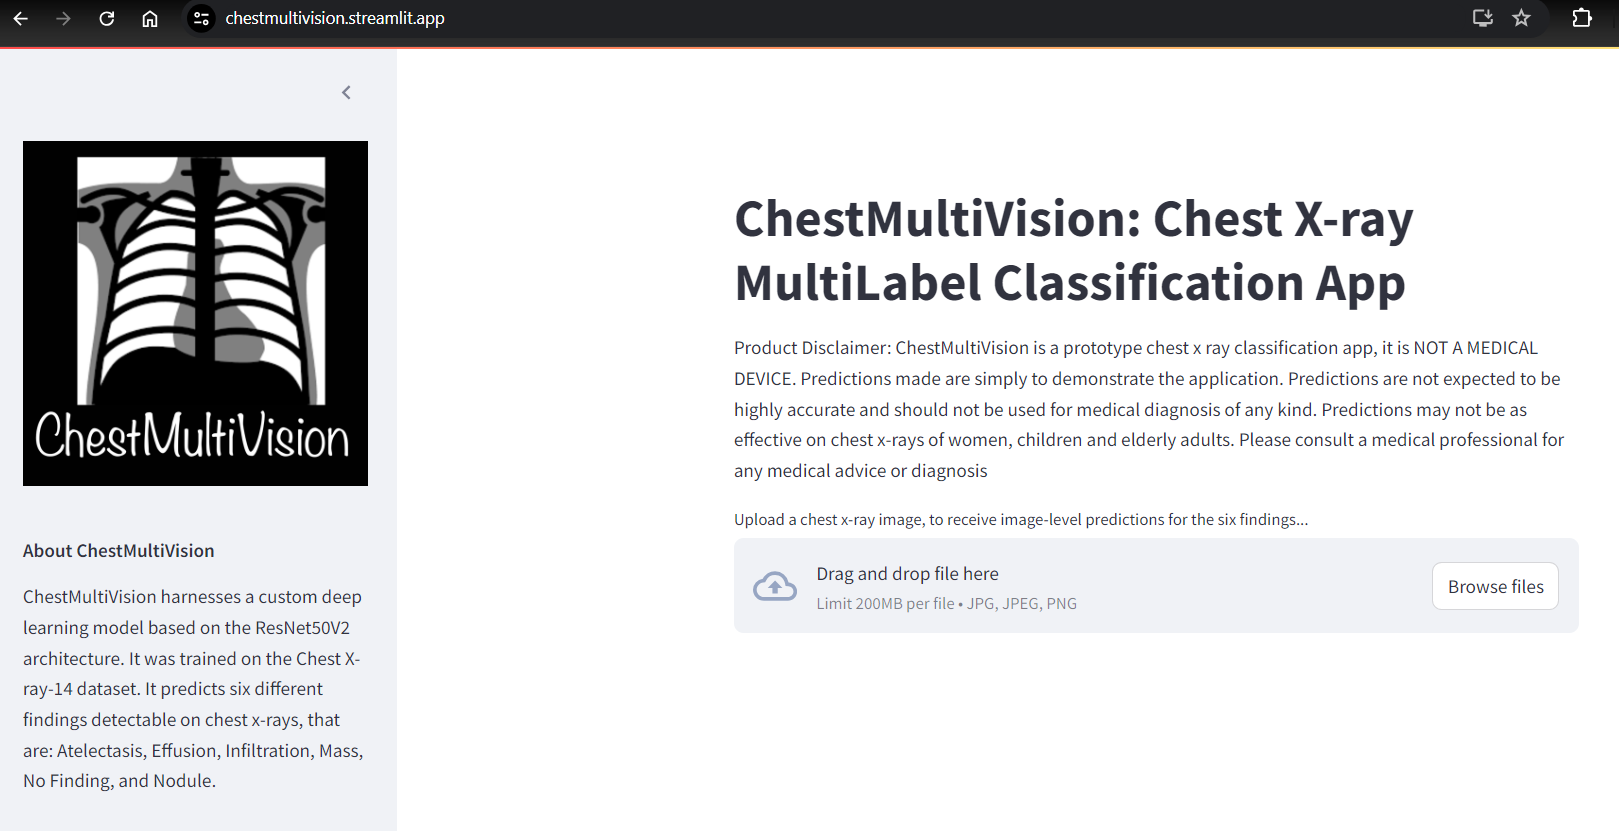 chestmultivision.streamlit.app
ChestMultiVision
About ChestMultiVision
ChestMultiVision harnesses a custom deep
learning model based on the ResNet50V2
architecture. It was trained on the Chest X-
ray-14 dataset. It predicts six different
findings detectable on chest x-rays, that
are: Atelectasis, Effusion, Infiltration, Mass,
No Finding, and Nodule.
ChestMultiVision: Chest X-ray
MultiLabel Classification App
Product Disclaimer: ChestMultiVision is a prototype chest x ray classification app, it is NOT A MEDICAL
DEVICE. Predictions made are simply to demonstrate the application. Predictions are not expected to be
highly accurate and should not be used for medical diagnosis of any kind. Predictions may not be as
effective on chest x-rays of women, children and elderly adults. Please consult a medical professional for
any medical advice or diagnosis
Upload a chest x-ray image, to receive image-level predictions for the six findings...
Drag and drop file here
Limit 200MB per file • JPG, JPEG, PNG
Browse files